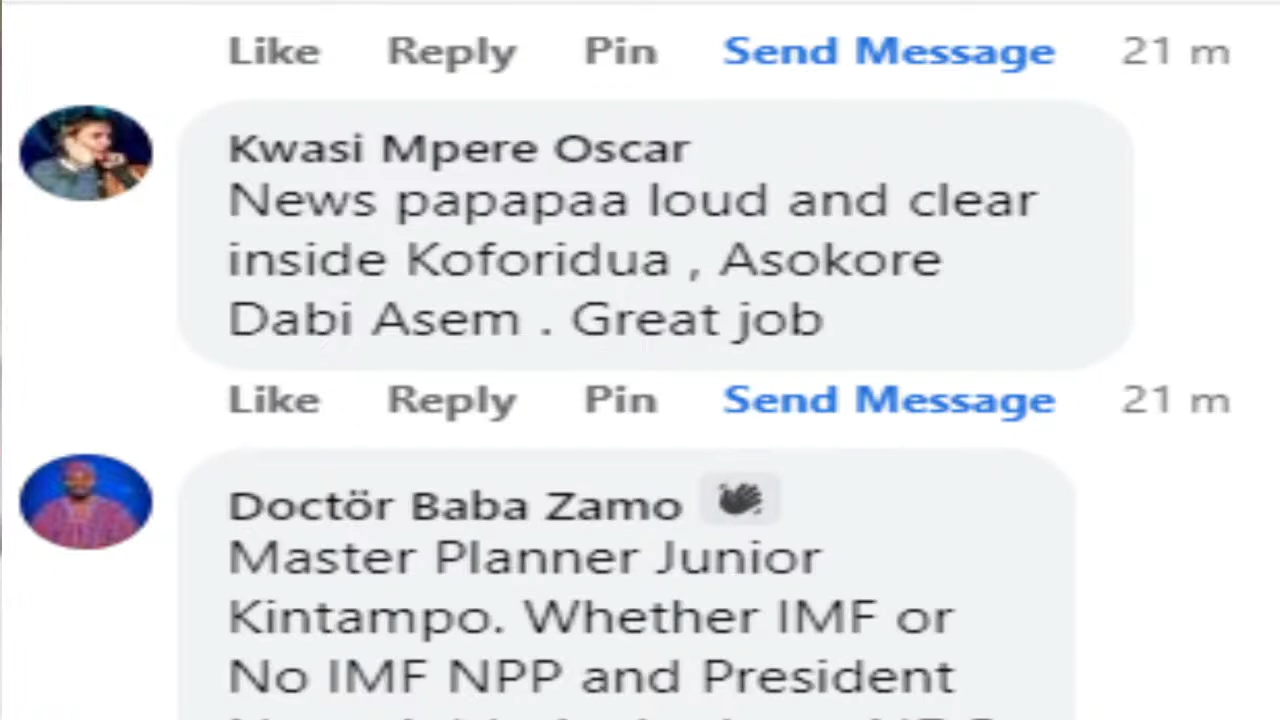 Like Reply Pin Send Message 21 m
Kwasi Mpere Oscar
News papapaa loud and clear
inside Koforidua , Asokore
Dabi Asem . Great job
Like Reply Pin Send Message 21 m
Doctör Baba Zamo
Master Planner Junior
Kintampo. Whether IMF or
No IMF NPP and President